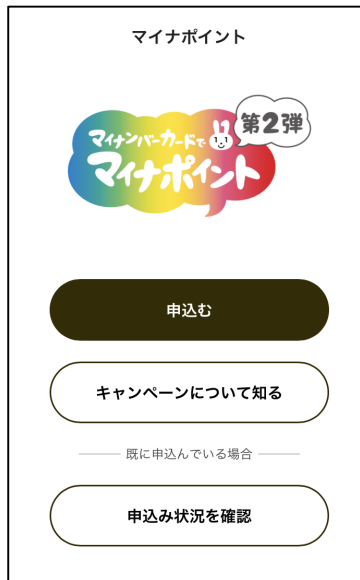 マイナポイント
第2弾
マイナンバーカードで
マイナポイント
申込む
キャンペーンについて知る
既に申込んでいる場合
申込み状況を確認